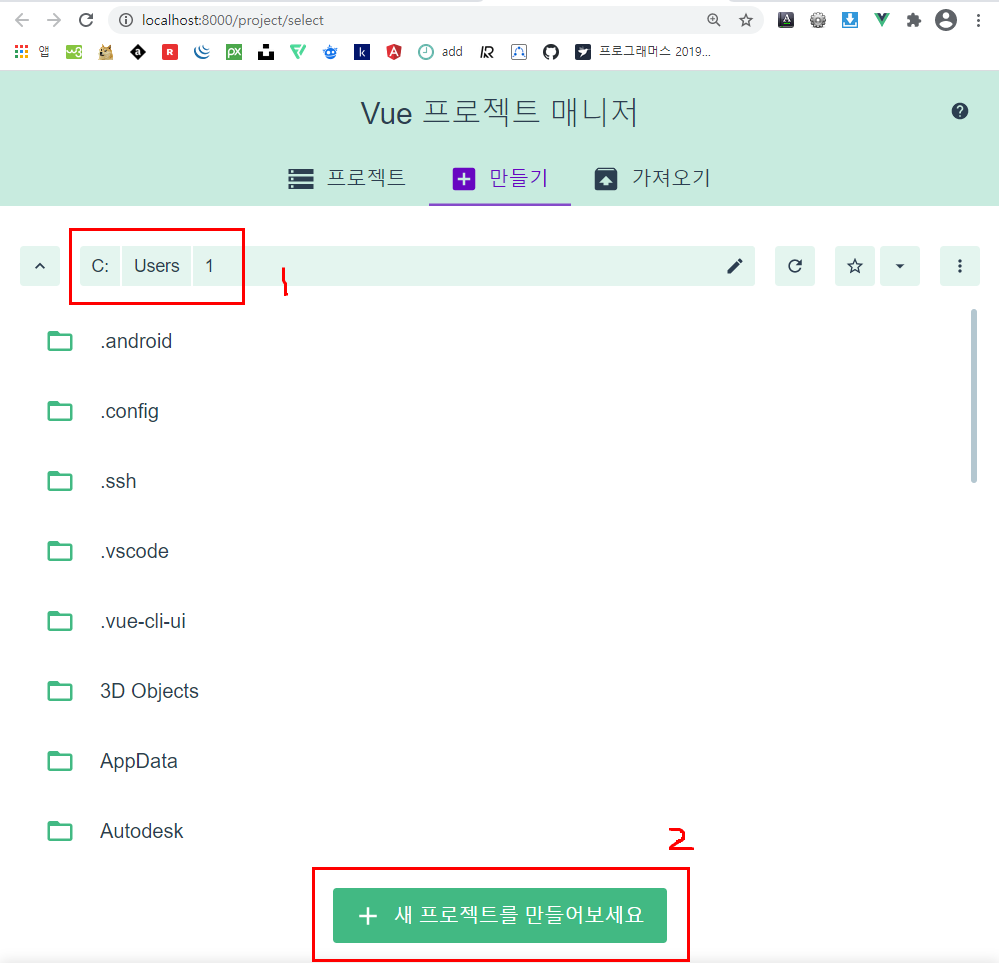 localhost:8000/project/select
앱 w3 a R px k A add IR 프로그래머스 2019...
Vue 프로젝트 매니저
프로젝트 만들기 가져오기
C: Users 1
1
.android
.config
.ssh
.vscode
.vue-cli-ui
3D Objects
AppData
Autodesk
2
+ 새 프로젝트를 만들어보세요